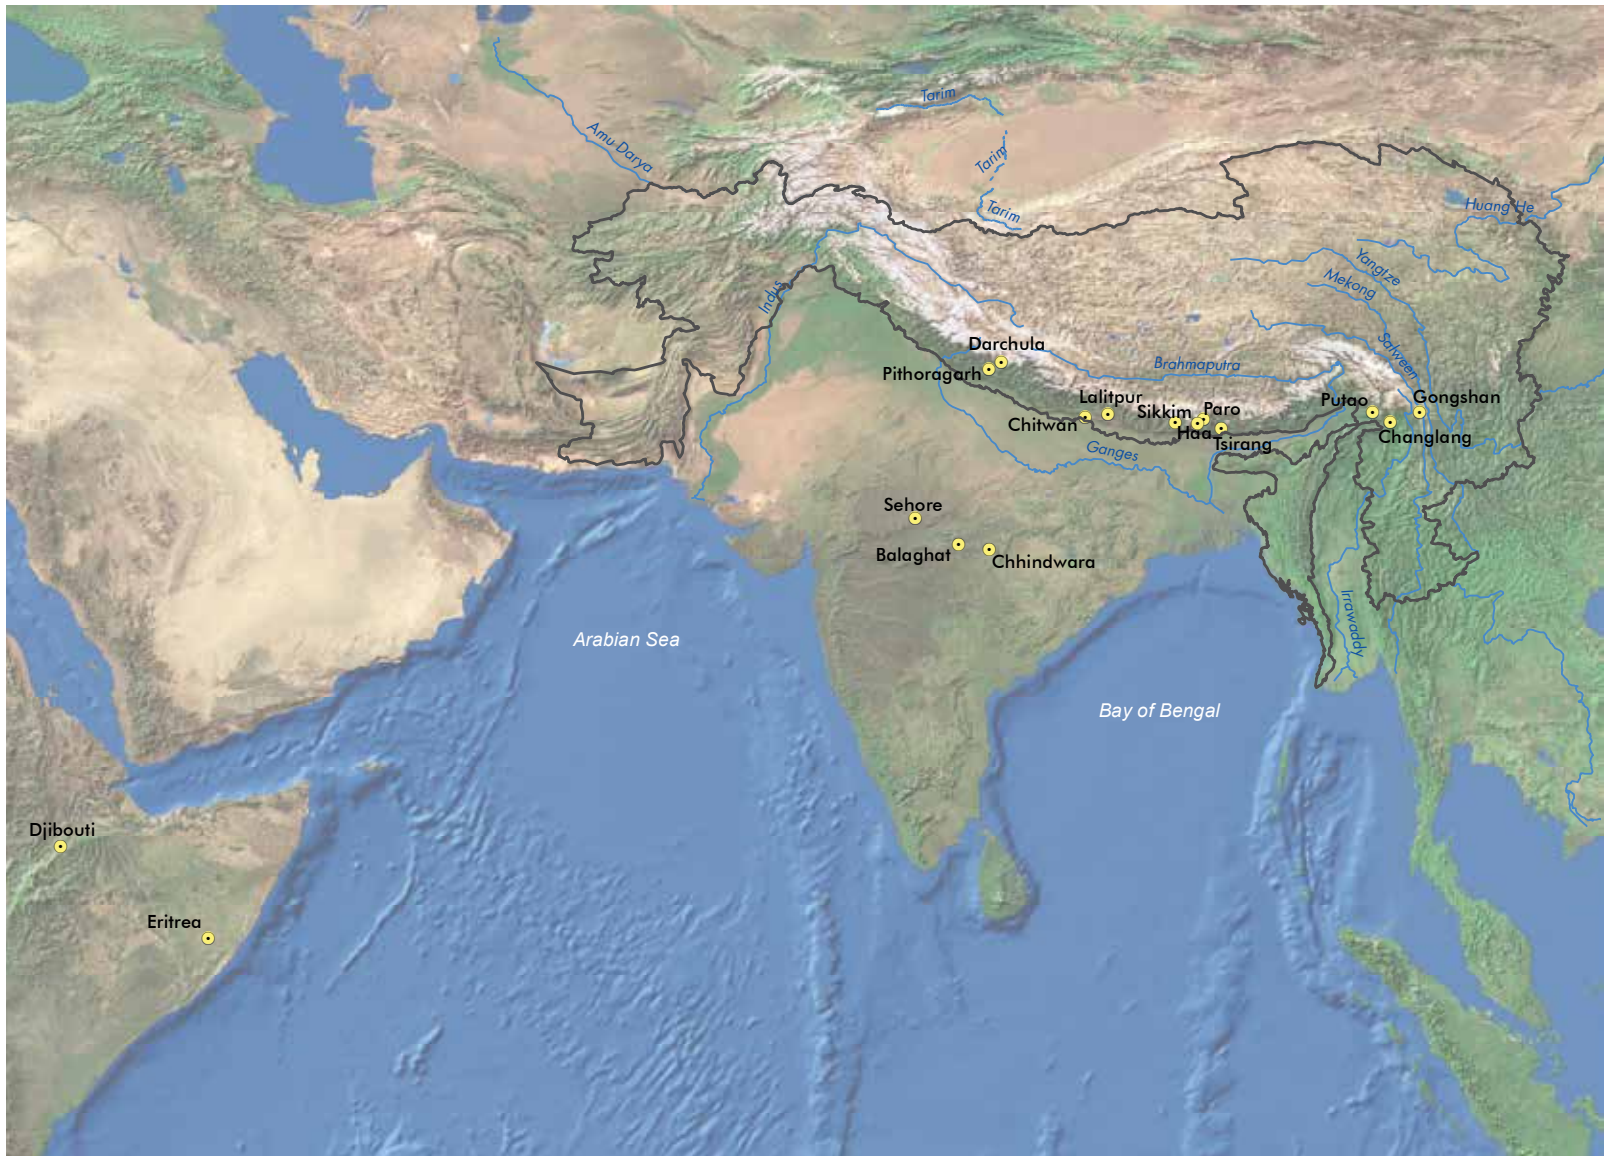 Tarim
Amu Darya
Tarim
Tarim
Huang He
Yangtze
Mekong
Indus
Salween
Darchula
Pithoragarh
Brahmaputra
Lalitpur
Sikkim
Paro
Putao
Gongshan
Chitwan
Haa
Tsirang
Changlang
Ganges
Sehore
Balaghat
Chhindwara
Irrawaddy
Arabian Sea
Bay of Bengal
Djibouti
Eritrea